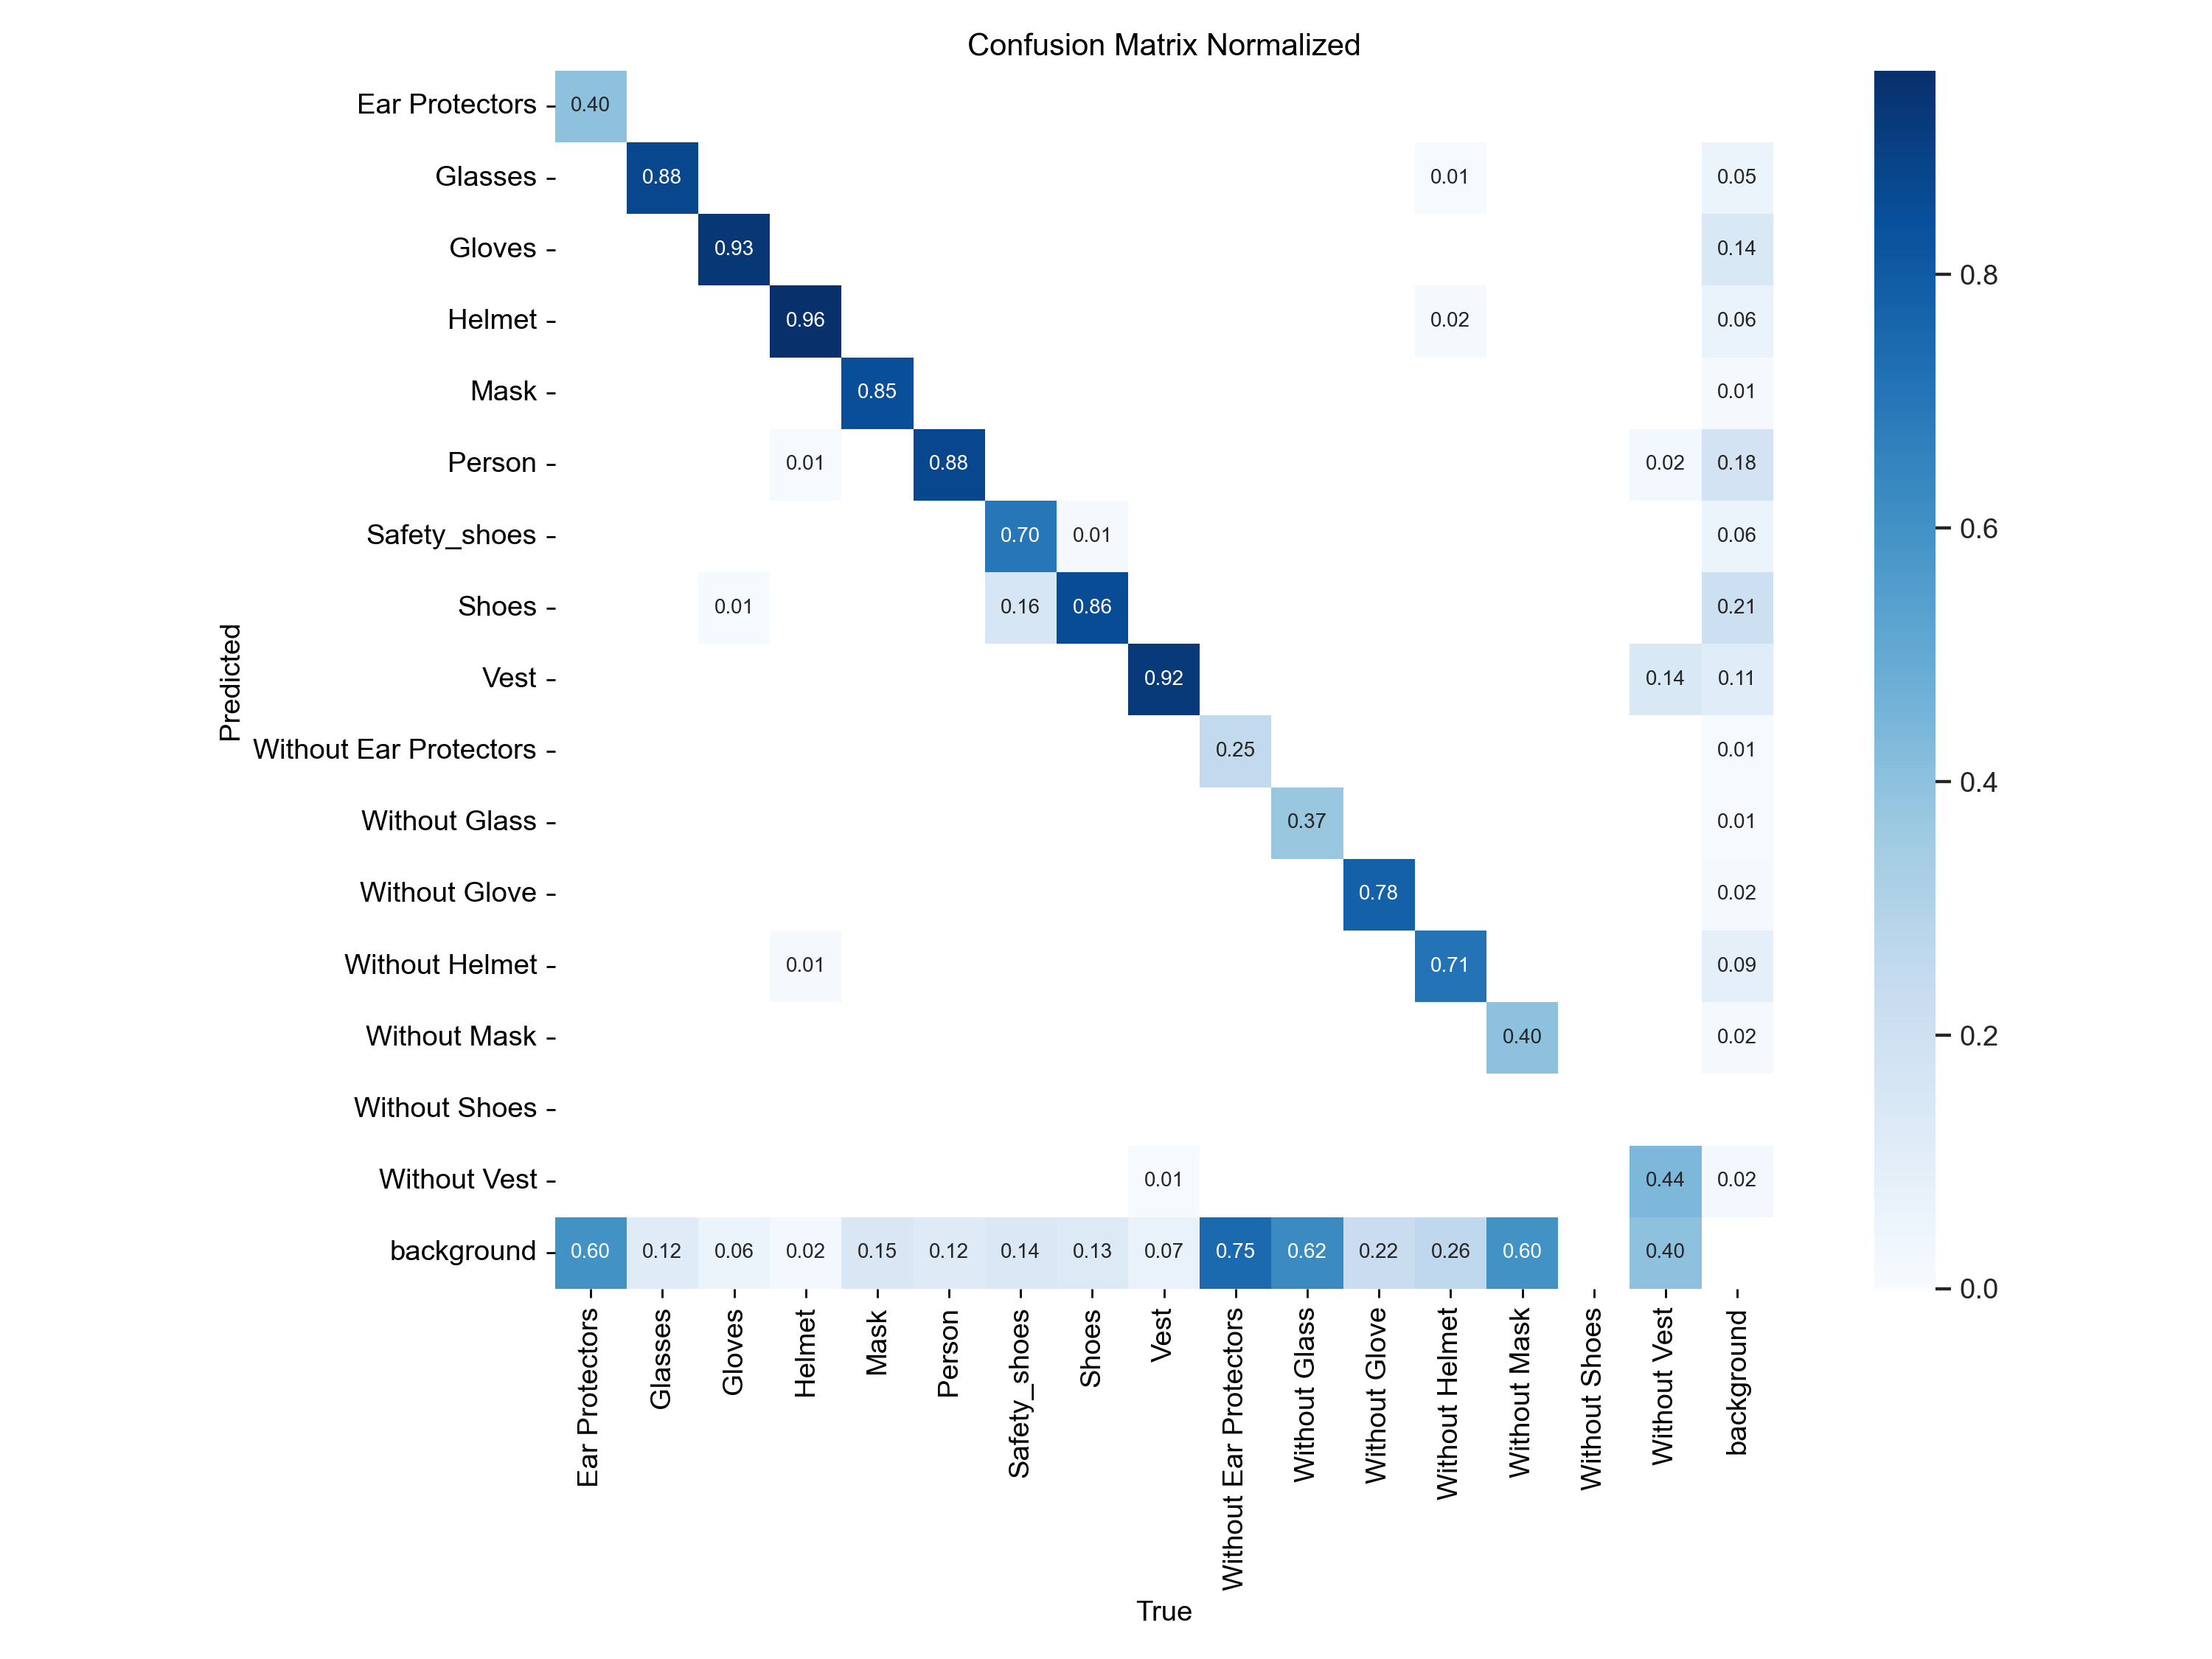 Confusion Matrix Normalized
Ear Protectors 0.40
Glasses 0.88 0.01 0.05
Gloves 0.93 0.14
0.8
Helmet 0.96 0.02 0.06
Mask 0.85 0.01
Person 0.01 0.88 0.02 0.18
Safety_shoes 0.70 0.01 0.06
0.6
Shoes 0.01 0.16 0.86 0.21
Predicted
Vest 0.92 0.14 0.11
Without Ear Protectors 0.25 0.01
0.4
Without Glass 0.37 0.01
Without Glove 0.78 0.02
Without Helmet 0.01 0.71 0.09
Without Mask 0.40 0.02
0.2
Without Shoes
Without Vest 0.01 0.44 0.02
background 0.60 0.12 0.06 0.02 0.15 0.12 0.14 0.13 0.07 0.75 0.62 0.22 0.26 0.60 0.40
0.0
Ear Protectors
Glasses
Gloves
Helmet
Mask
Person
Safety_shoes
Shoes
Vest
Without Ear Protectors
Without Glass
Without Glove
Without Helmet
Without Mask
Without Shoes
Without Vest
background
True